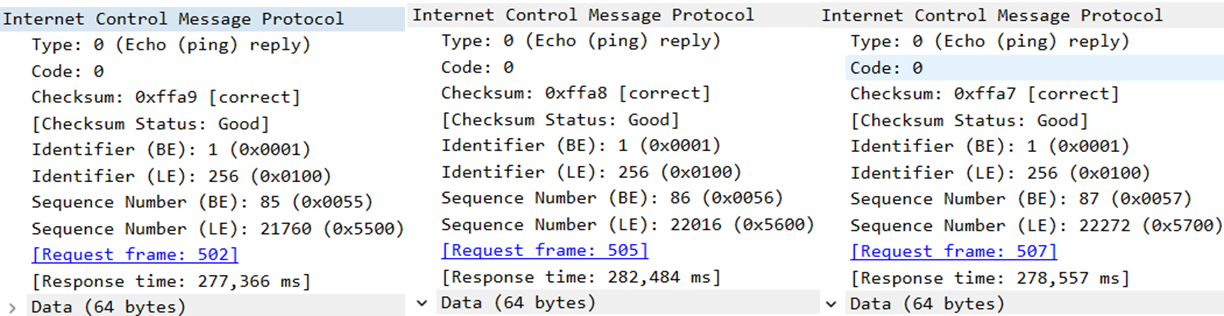 Internet Control Message Protocol
Type: 0 (Echo (ping) reply)
Code: 0
Checksum: 0xffa9 [correct]
[Checksum Status: Good]
Identifier (BE): 1 (0x0001)
Identifier (LE): 256 (0x0100)
Sequence Number (BE): 85 (0x0055)
Sequence Number (LE): 21760 (0x5500)
[Request frame: 502]
[Response time: 277,366 ms]
Data (64 bytes)
Internet Control Message Protocol
Type: 0 (Echo (ping) reply)
Code: 0
Checksum: 0xffa8 [correct]
[Checksum Status: Good]
Identifier (BE): 1 (0x0001)
Identifier (LE): 256 (0x0100)
Sequence Number (BE): 86 (0x0056)
Sequence Number (LE): 22016 (0x5600)
[Request frame: 505]
[Response time: 282,484 ms]
Data (64 bytes)
Internet Control Message Protocol
Type: 0 (Echo (ping) reply)
Code: 0
Checksum: 0xffa7 [correct]
[Checksum Status: Good]
Identifier (BE): 1 (0x0001)
Identifier (LE): 256 (0x0100)
Sequence Number (BE): 87 (0x0057)
Sequence Number (LE): 22272 (0x5700)
[Request frame: 507]
[Response time: 278,557 ms]
Data (64 bytes)